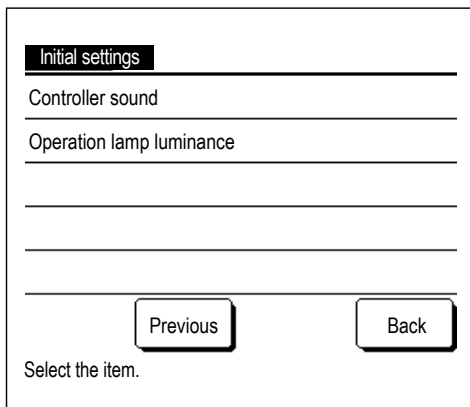 Initial settings
Controller sound
Operation lamp luminance
Previous Back
Select the item.